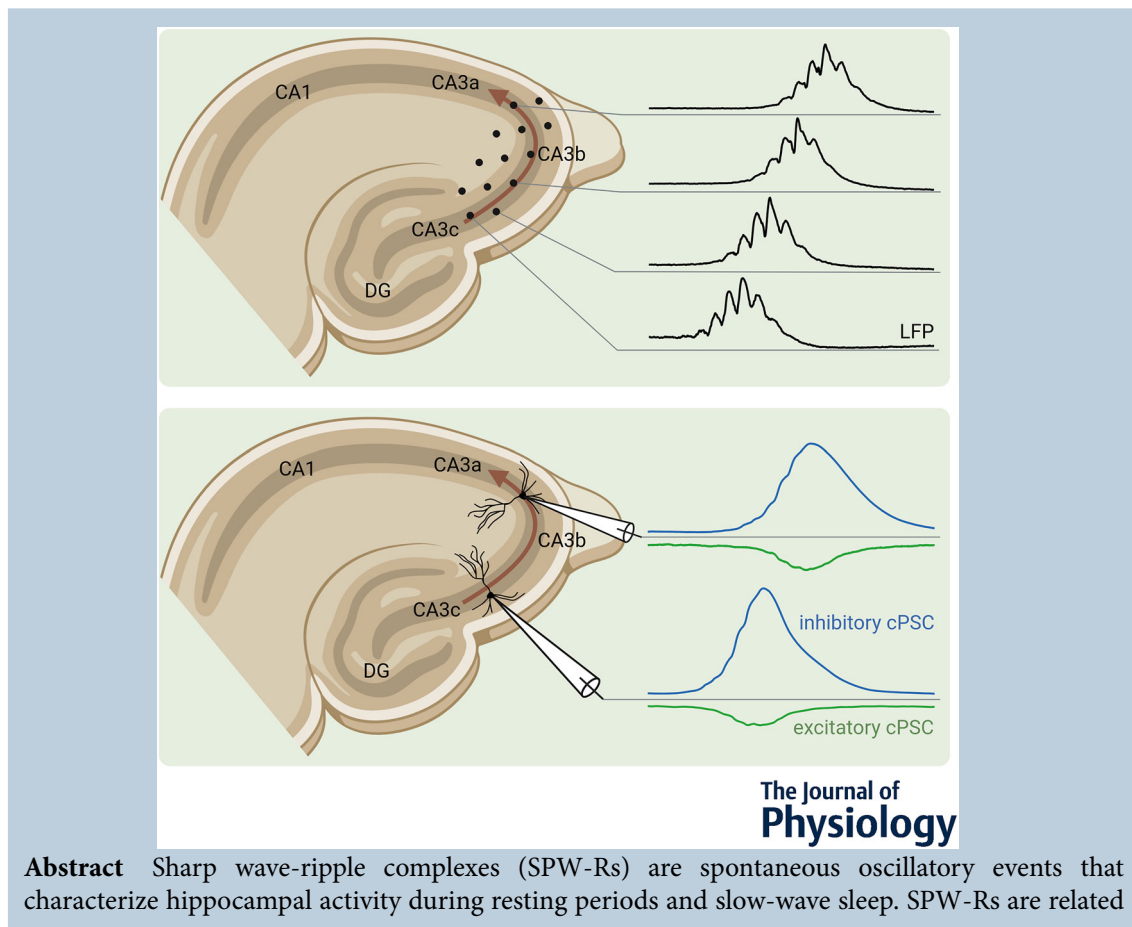 CA1
CA3a
CA3b
CA3c
DG
LFP
CA1
CA3a
CA3b
CA3c
DG
inhibitory cPSC
excitatory cPSC
The Journal of
Physiology
Abstract Sharp wave-ripple complexes (SPW-Rs) are spontaneous oscillatory events that
characterize hippocampal activity during resting periods and slow-wave sleep. SPW-Rs are related